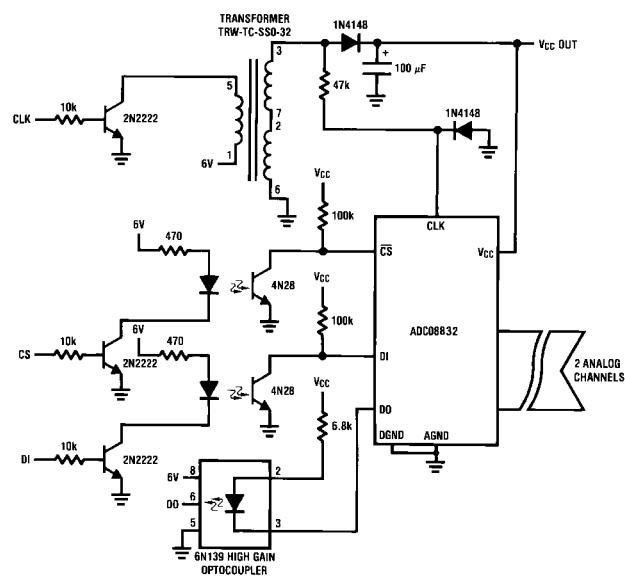 TRANSFORMER
TRW-TC-SS0-32
1N4148
3
VCC OUT
+
100 µF
5
47k
10k
CLK
2N2222
7
2
1N4148
1
6V
6
VCC
CLK
100k
6V
470
CS
VCC
4N28
VCC
ADC08832
10k
6V
470
100k
CS
2N2222
DI
2 ANALOG
CHANNELS
4N28
VCC
DO
10k
6.8k
DGND
AGND
DI
2N2222
8
2
6V
6
DO
5
3
6N139 HIGH GAIN
OPTOCOUPLER